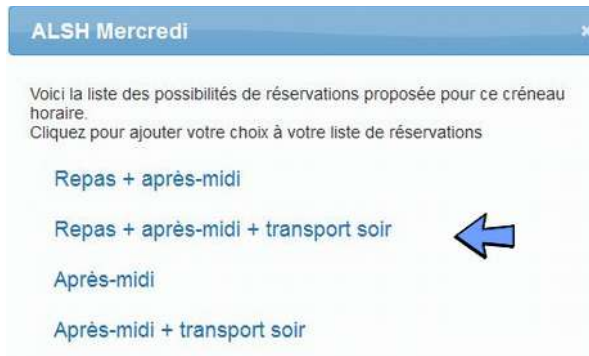 ALSH Mercredi
Voici la liste des possibilités de réservations proposée pour ce créneau
horaire.
Cliquez pour ajouter votre choix à votre liste de réservations
Repas + après-midi
Repas + après-midi + transport soir
Après-midi
Après-midi + transport soir